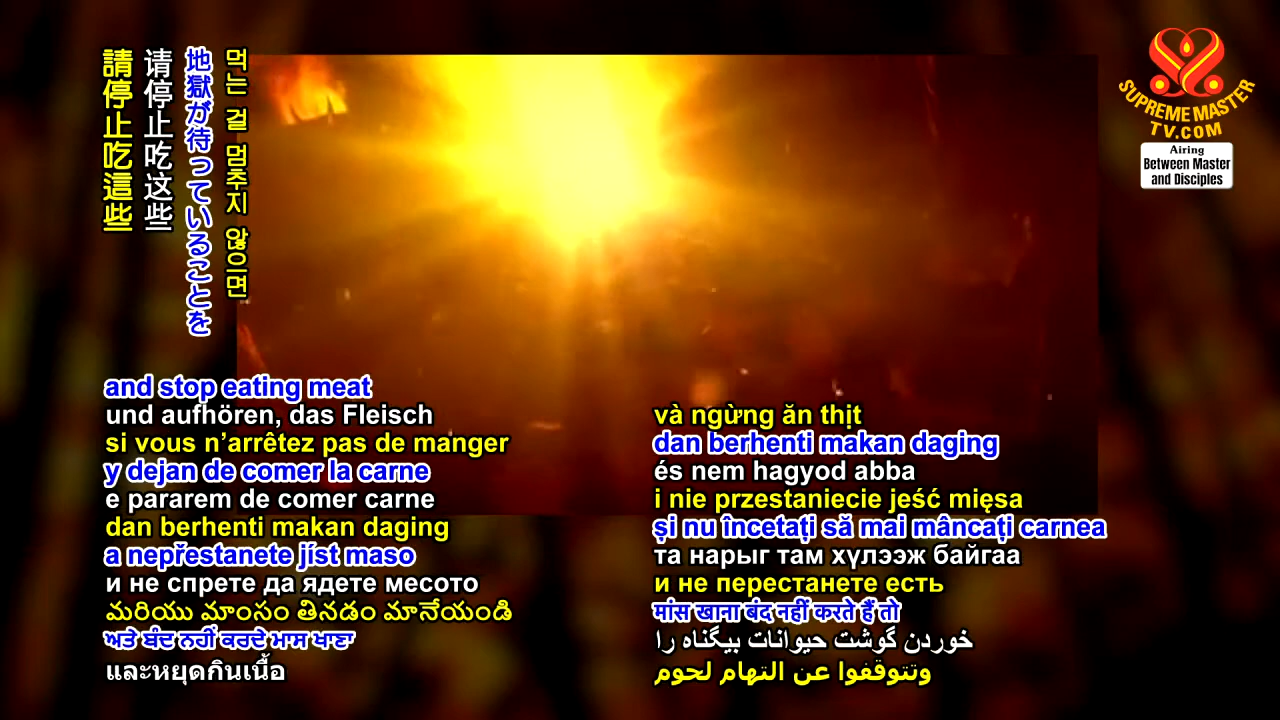 請停止吃這些
请停止吃这些
地獄が待っていることを
먹는 걸 멈추지 않으면
and stop eating meat
und aufhören, das Fleisch
si vous n’arrêtez pas de manger
y dejan de comer la carne
e pararem de comer carne
dan berhenti makan daging
a nepřestanete jíst maso
и не спрете да ядете месото
మరియు మాంసం తినడం మానేయండి
ਅਤੇ ਬੰਦ ਨਹੀਂ ਕਰਦੇ ਮਾਸ ਖਾਣਾ
และหยุดกินเนื้อ
và ngừng ăn thịt
dan berhenti makan daging
és nem hagyod abba
i nie przestaniecie jeść mięsa
și nu încetați să mai mâncați carnea
та нарыг там хүлээж байгаа
и не перестанете есть
मांस खाना बंद नहीं करते हैं तो
خوردن گوشت حیوانات بیگناه را
وتتوقفوا عن التهام لحوم
SUPREME MASTER
TV.COM
Airing
Between Master
and Disciples